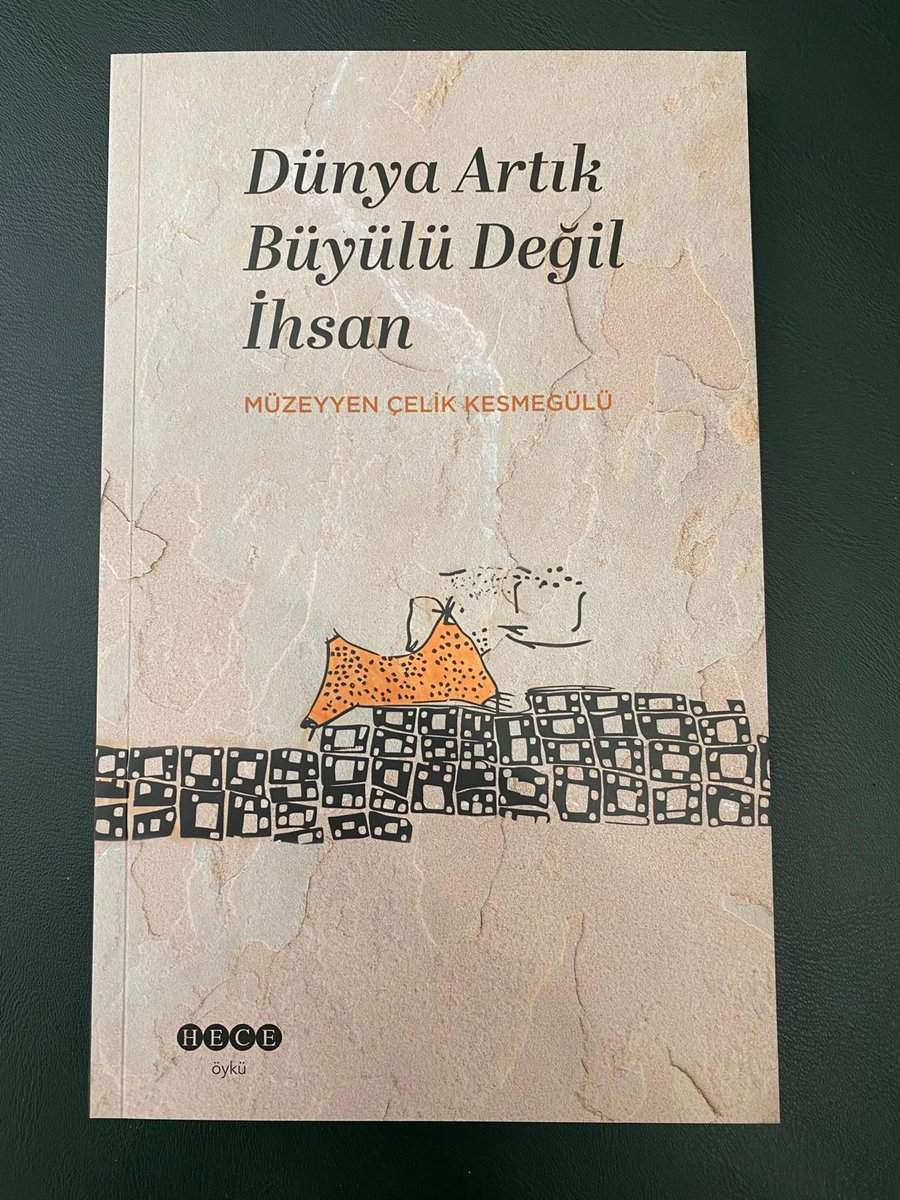 Dünya Artık
Büyülü Değil
İhsan
MÜZEYYEN ÇELİK KESMEGÜLÜ
HECE
öykü